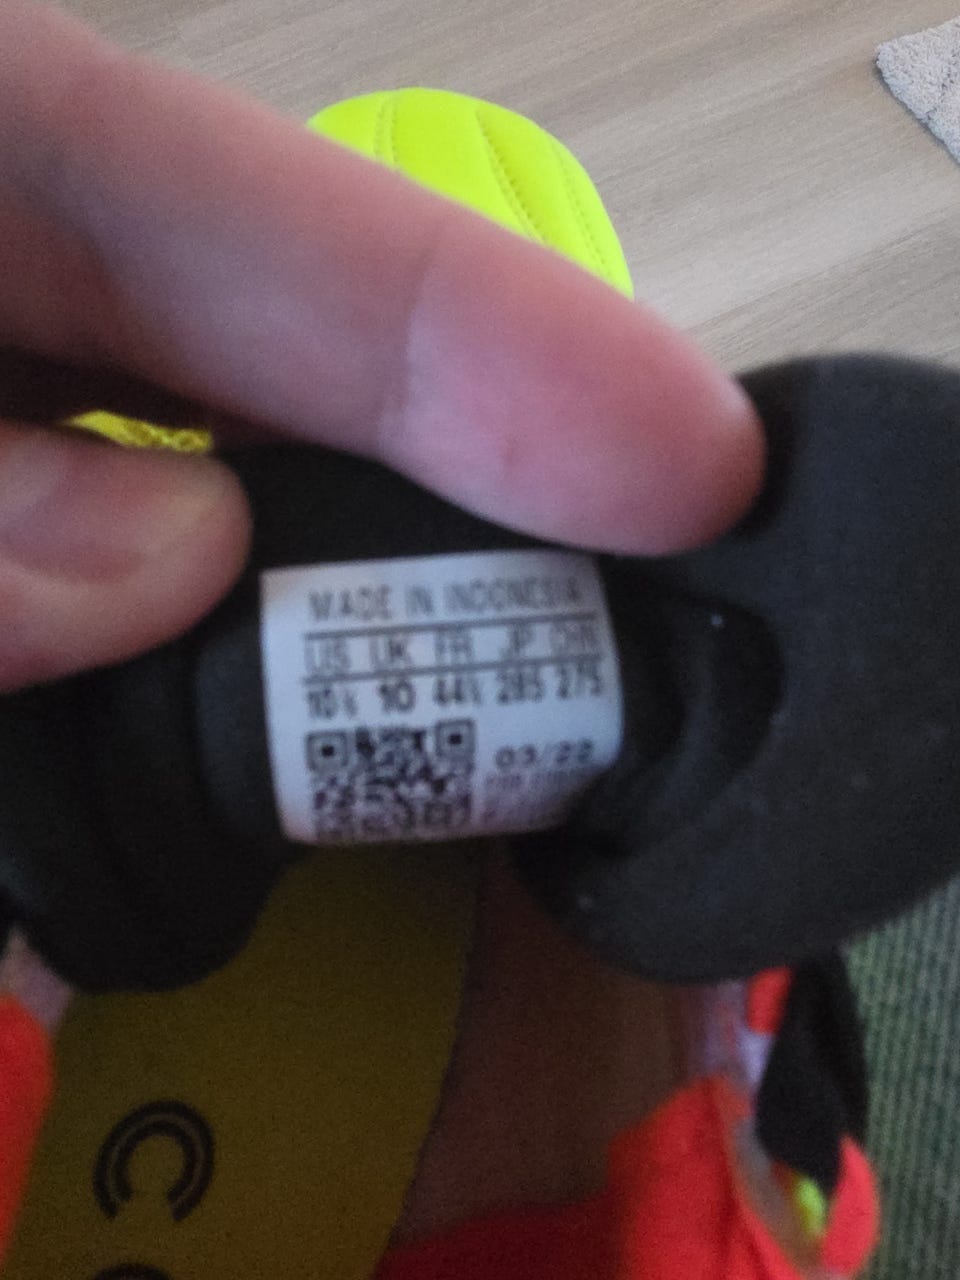 MADE IN INDONESIA
US UK FR JP CHN
10½ 10 44⅔ 285 275
03/22
C